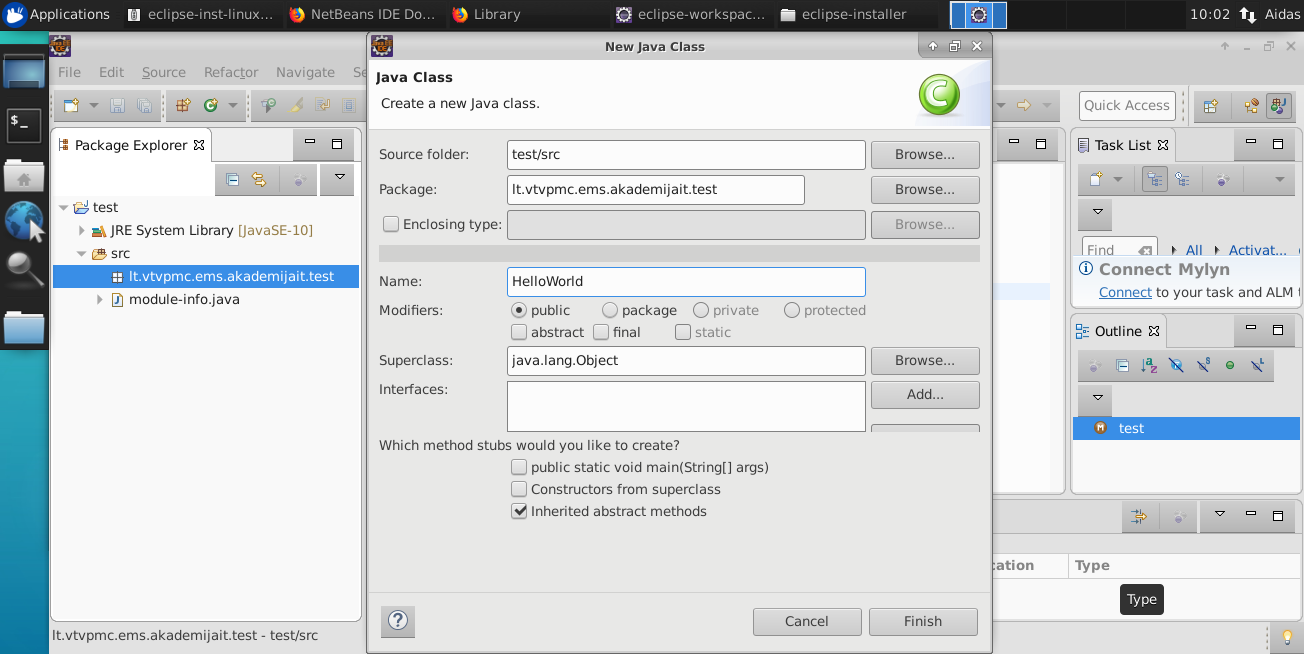 Applications eclipse-inst-linux... NetBeans IDE Do... Library eclipse-workspac... eclipse-installer 10:02 Aidas
New Java Class
File Edit Source Refactor Navigate
Java Class
Create a new Java class.
Quick Access
Package Explorer
Task List
Source folder: test/src Browse...
Package: lt.vtvpmc.ems.akademijait.test Browse...
Enclosing type: Browse...
test
JRE System Library [JavaSE-10]
src
lt.vtvpmc.ems.akademijait.test
module-info.java
Find All Activat...
Connect Mylyn
Connect to your task and ALM
Name: HelloWorld
Modifiers: public package private protected
abstract final static
Superclass: java.lang.Object Browse...
Interfaces: Add...
Outline
test
Which method stubs would you like to create?
public static void main(String[] args)
Constructors from superclass
Inherited abstract methods
Type
Type
Cancel Finish
lt.vtvpmc.ems.akademijait.test - test/src